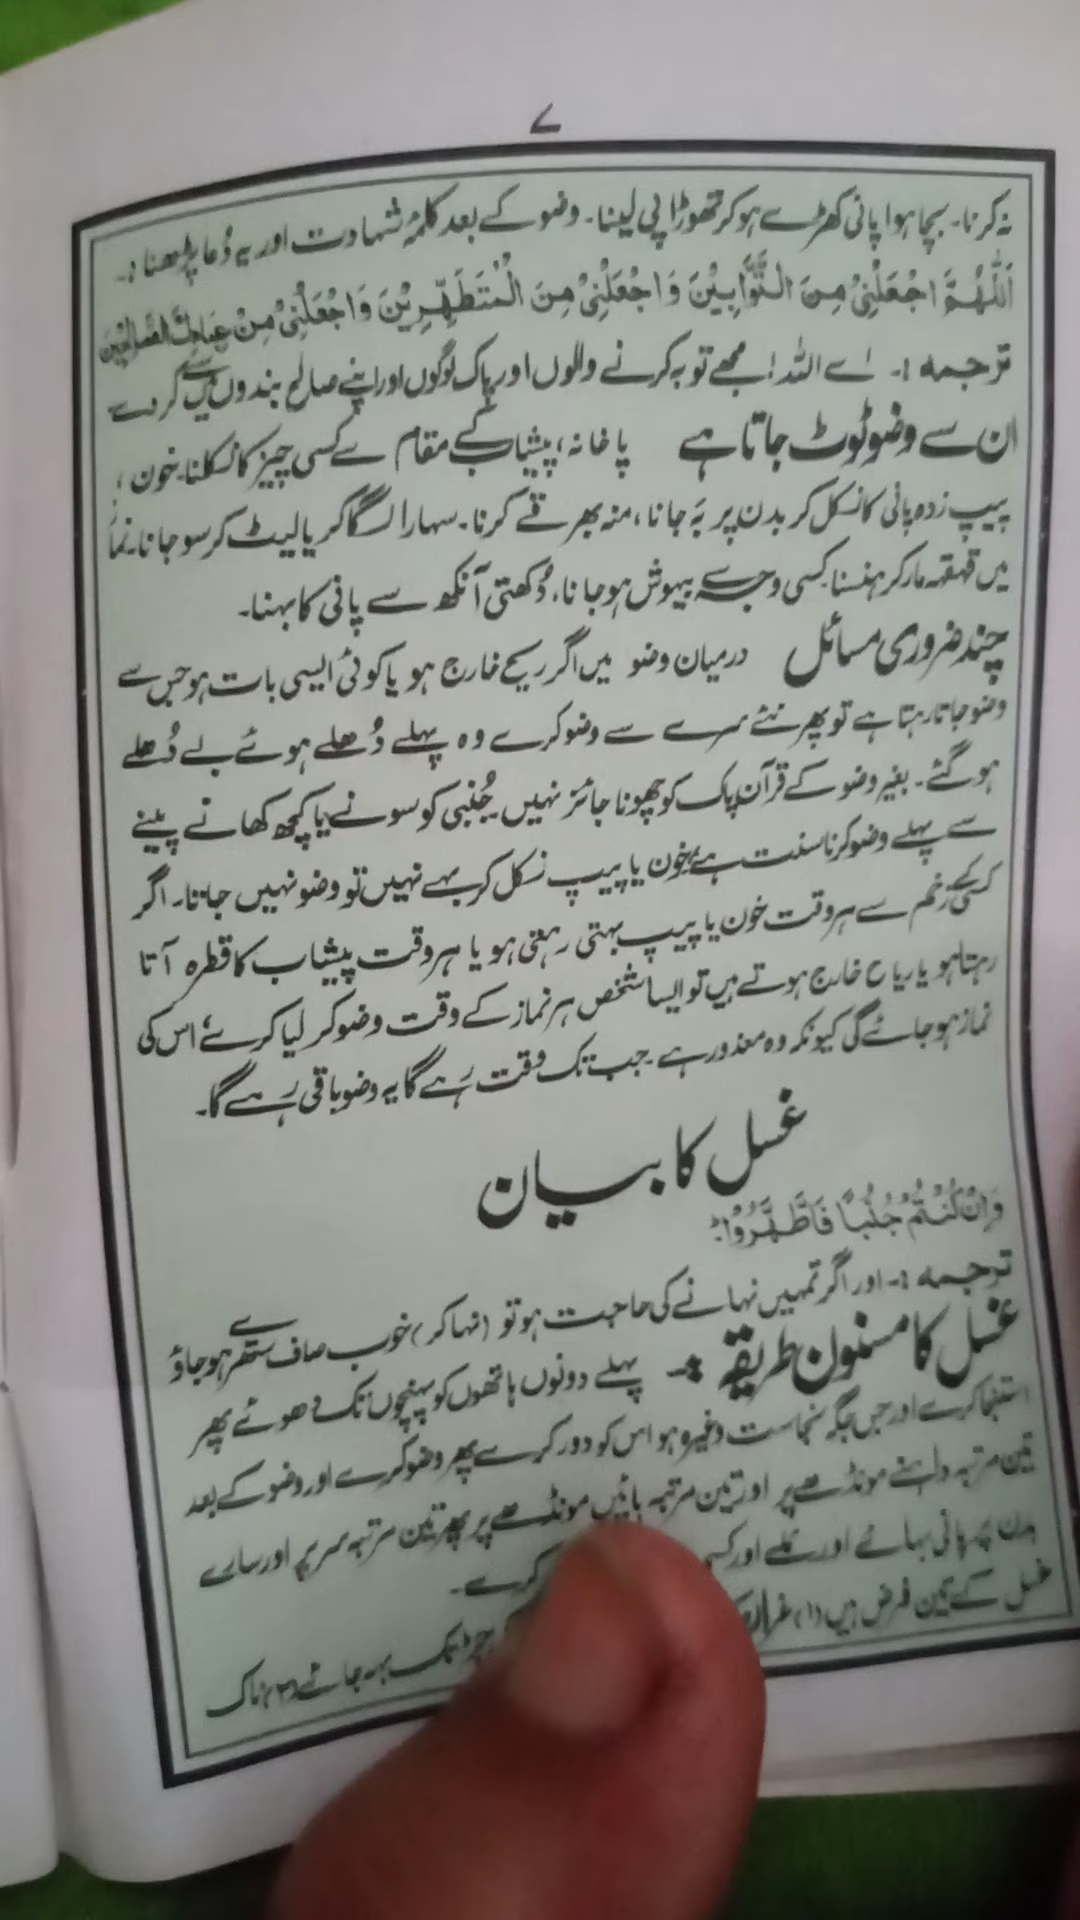 ۷
نہ کرنا۔ بچا ہوا پانی کھڑے ہو کر تھوڑا پی لینا۔ وضو کے بعد کلمۂ شہادت اور یہ دُعا پڑھنا :۔
اَللّٰهُمَّ اجْعَلْنِیْ مِنَ التَّوَّابِیْنَ وَاجْعَلْنِیْ مِنَ الْمُتَطَهِّرِیْنَ وَاجْعَلْنِیْ مِنْ عِبَادِكَ الصَّالِحِیْنَ
ترجمہ :۔ اے اللہ! مجھے توبہ کرنے والوں اور پاک لوگوں اور اپنے صالح بندوں میں سے کر دے
ان سے وضو ٹوٹ جاتا ہے پاخانہ، پیشاب کے مقام سے کسی چیز کا نکلنا۔ خون،
پیپ زدہ پانی کا نکل کر بدن پر بَہ جانا، منہ بھر قے کرنا۔ سہارا لگا کر یا لیٹ کر سو جانا۔ نماز
میں قہقہہ مار کر ہنسنا کسی وجہ سے بیہوش ہو جانا، دُکھتی آنکھ سے پانی کا بہنا۔
چند ضروری مسائل درمیان وضو میں اگر ریح خارج ہو یا کوئی ایسی بات ہو جس سے
وضو جاتا رہتا ہے تو پھر نئے سرے سے وضو کرے وہ پہلے دُھلے ہوئے بے دُھلے
ہو گئے۔ بغیر وضو کے قرآن پاک کو چھونا جائز نہیں جُنبی کو سونے یا کچھ کھانے پینے
سے پہلے وضو کرنا سنت ہے، خون یا پیپ نکل کر بہے نہیں تو وضو نہیں جاتا۔ اگر
کسی کے زخم سے ہر وقت خون یا پیپ بہتی رہتی ہو یا ہر وقت پیشاب کا قطرہ آتا
رہتا ہو یا ریاح خارج ہوتے ہیں تو ایسا شخص ہر نماز کے وقت وضو کر لیا کرے اس کی
نماز ہو جائے گی کیونکہ وہ معذور ہے۔ جب تک وقت رہے گا یہ وضو باقی رہے گا۔
غسل کا بیان
وَاِنْ كُنْتُمْ جُنُبًا فَاطَّهَّرُوْا ؕ
ترجمہ :۔ اور اگر تمہیں نہانے کی حاجت ہو تو (نہا کر) خوب صاف ستھرے ہو جاؤ
غسل کا مسنون طریقہ :۔ پہلے دونوں ہاتھوں کو پہنچوں تک دھوئے پھر
استنجا کرے اور جس جگہ نجاست وغیرہ ہو اس کو دور کرے پھر وضو کرے اور وضو کے بعد
تین مرتبہ داہنے مونڈھے پر اور تین مرتبہ بائیں مونڈھے پر پھر تین مرتبہ سر پر اور سارے
بدن پر پانی بہائے اور ملے اور کرے۔
غسل کے تین فرض ہیں (۱) جڑ تک بہہ جائے (۲) ناک